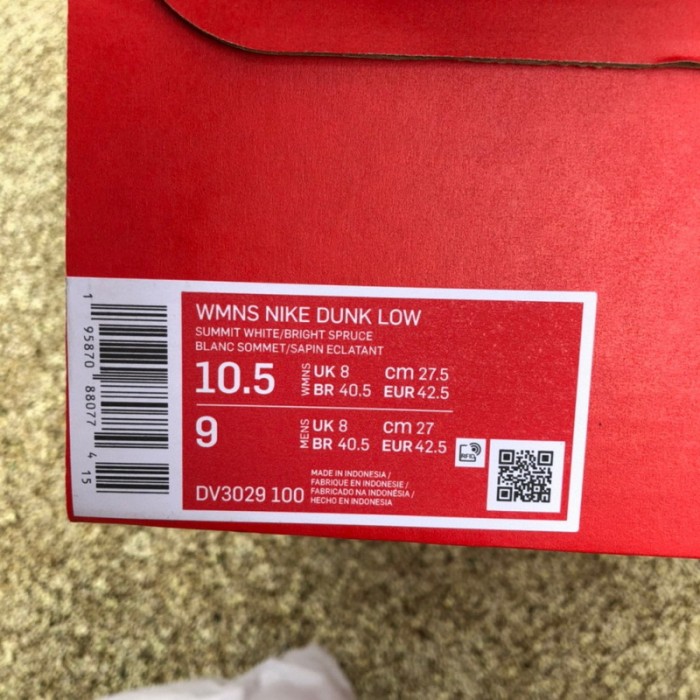 WMNS NIKE DUNK LOW
SUMMIT WHITE/BRIGHT SPRUCE
BLANC SOMMET/SAPIN ECLATANT
10.5 WMNS UK 8 cm 27.5
BR 40.5 EUR 42.5
9 MENS UK 8 cm 27
BR 40.5 EUR 42.5
RFID
DV3029 100
MADE IN INDONESIA /
FABRIQUE EN INDONESIE /
FABRICADO NA INDONÉSIA /
HECHO EN INDONESIA
1 95870 88077 4 15